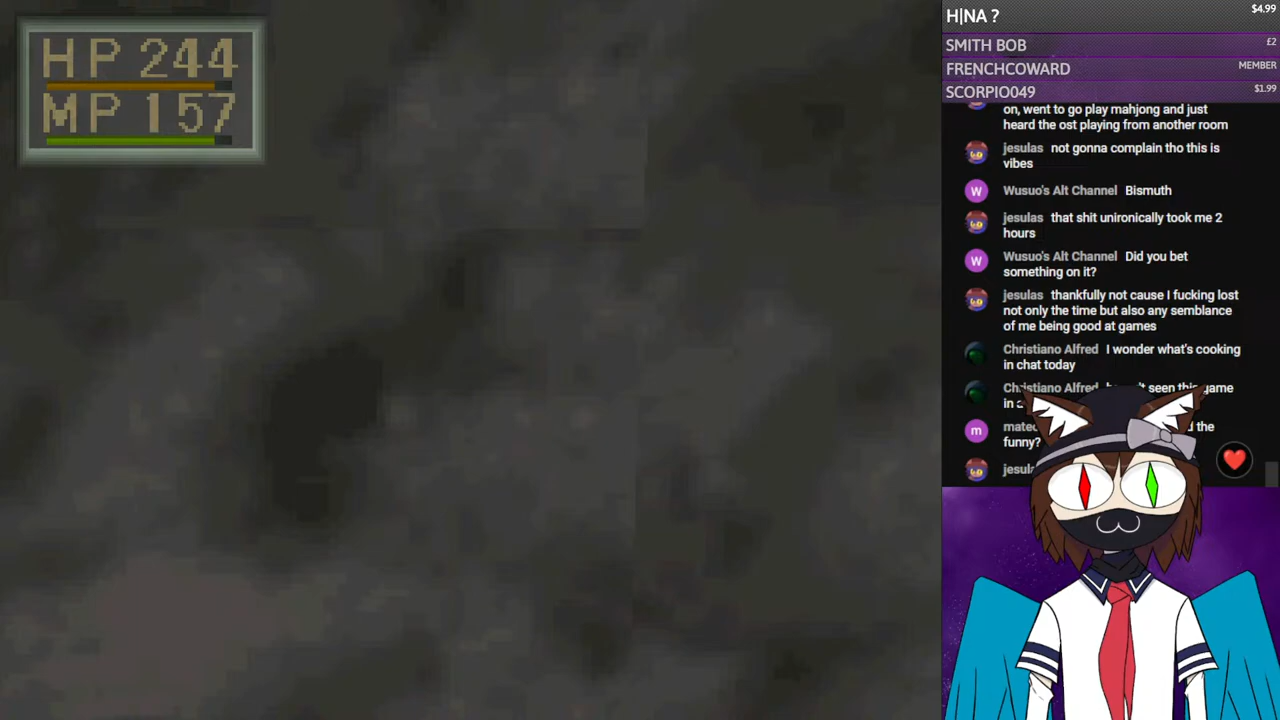 HP 244
MP 157
H|NA ? $4.99
SMITH BOB £2
FRENCHCOWARD MEMBER
SCORPIO049 $1.99
on, went to go play mahjong and just
heard the ost playing from another room
jesulas not gonna complain tho this is
vibes
W Wusuo's Alt Channel Bismuth
jesulas that shit unironically took me 2
hours
W Wusuo's Alt Channel Did you bet
something on it?
jesulas thankfully not cause I fucking lost
not only the time but also any semblance
of me being good at games
Christiano Alfred I wonder what's cooking
in chat today
Christiano Alfred seen this game
in
m the
funny?